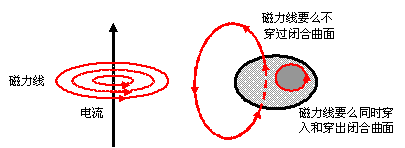 磁力线
电流
磁力线要么不
穿过闭合曲面
磁力线要么同时穿
入和穿出闭合曲面